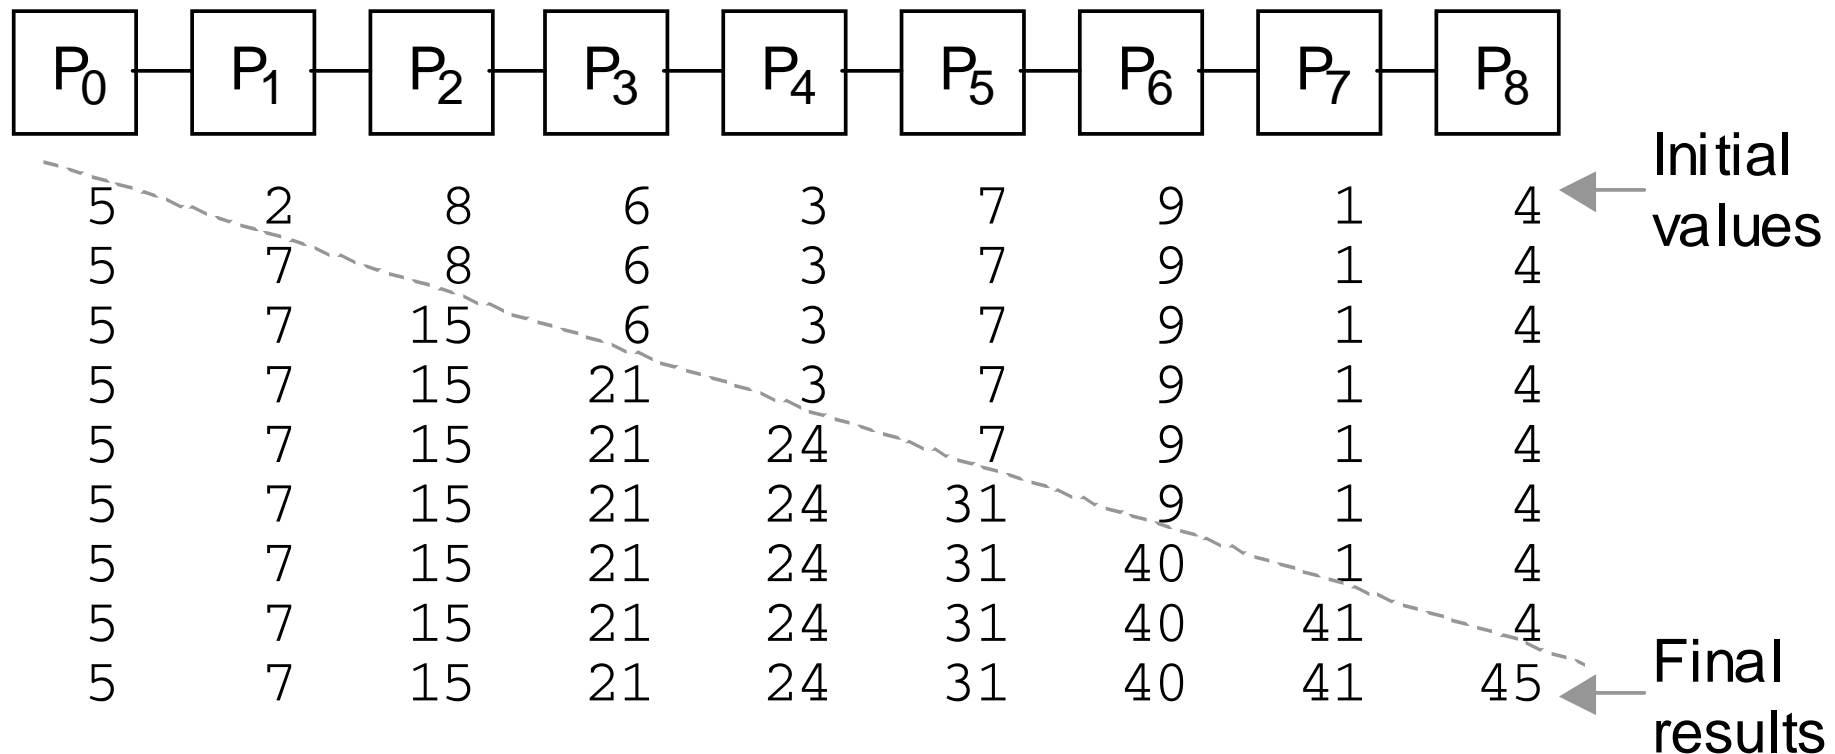 P0 P1 P2 P3 P4 P5 P6 P7 P8
Initial
values
5 2 8 6 3 7 9 1 4
5 7 8 6 3 7 9 1 4
5 7 15 6 3 7 9 1 4
5 7 15 21 3 7 9 1 4
5 7 15 21 24 7 9 1 4
5 7 15 21 24 31 9 1 4
5 7 15 21 24 31 40 1 4
5 7 15 21 24 31 40 41 4
5 7 15 21 24 31 40 41 45
Final
results